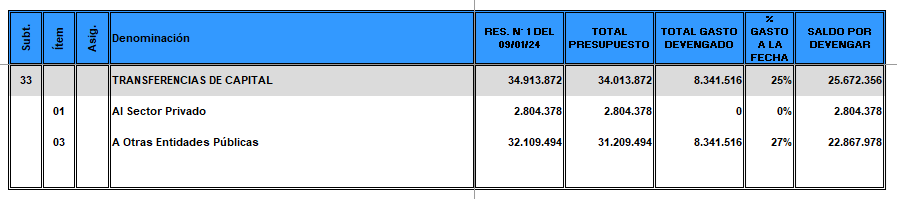 Subt. Ítem Asig. Denominación RES. N° 1 DEL 09/01/24 TOTAL PRESUPUESTO TOTAL GASTO DEVENGADO % GASTO A LA FECHA SALDO POR DEVENGAR
33 TRANSFERENCIAS DE CAPITAL 34.913.872 34.013.872 8.341.516 25% 25.672.356
01 Al Sector Privado 2.804.378 2.804.378 0 0% 2.804.378
03 A Otras Entidades Públicas 32.109.494 31.209.494 8.341.516 27% 22.867.978